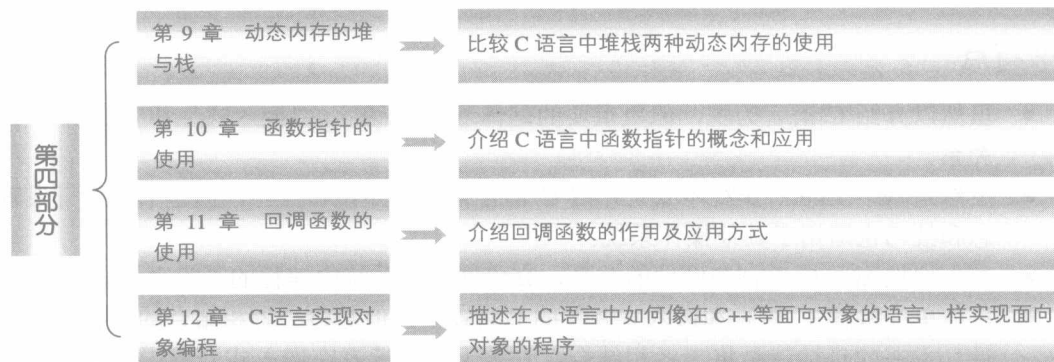 第四部分
第 9 章 动态内存的堆
与栈
比较 C 语言中堆栈两种动态内存的使用
第 10 章 函数指针的
使用
介绍 C 语言中函数指针的概念和应用
第 11 章 回调函数的
使用
介绍回调函数的作用及应用方式
第 12 章 C 语言实现对
象编程
描述在 C 语言中如何像在 C++等面向对象的语言一样实现面向
对象的程序